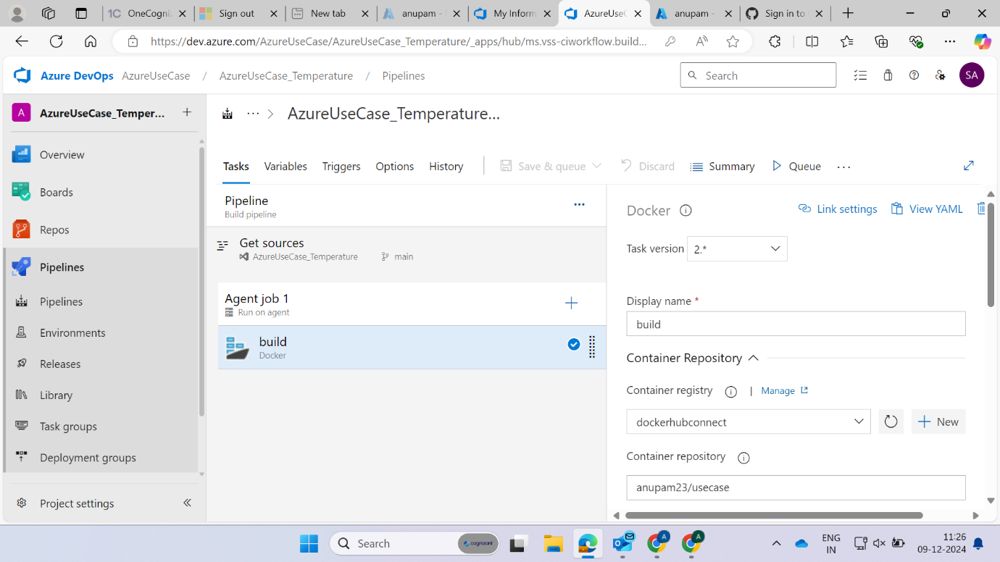 OneCogniz
Sign out
New tab
anupam -
My Inform
AzureUseC
anupam -
Sign in to
https://dev.azure.com/AzureUseCase/AzureUseCase_Temperature/_apps/hub/ms.vss-ciworkflow.build...
Azure DevOps AzureUseCase / AzureUseCase_Temperature / Pipelines
Search
SA
A AzureUseCase_Temper...
Overview
Boards
Repos
Pipelines
Pipelines
Environments
Releases
Library
Task groups
Deployment groups
Project settings
AzureUseCase_Temperature...
Tasks Variables Triggers Options History Save & queue Discard Summary Queue
Pipeline
Build pipeline
Get sources
AzureUseCase_Temperature main
Agent job 1
Run on agent
build
Docker
Docker Link settings View YAML
Task version 2.*
Display name *
build
Container Repository
Container registry | Manage
dockerhubconnect New
Container repository
anupam23/usecase
Search cognizant
ENG
IN
11:26
09-12-2024